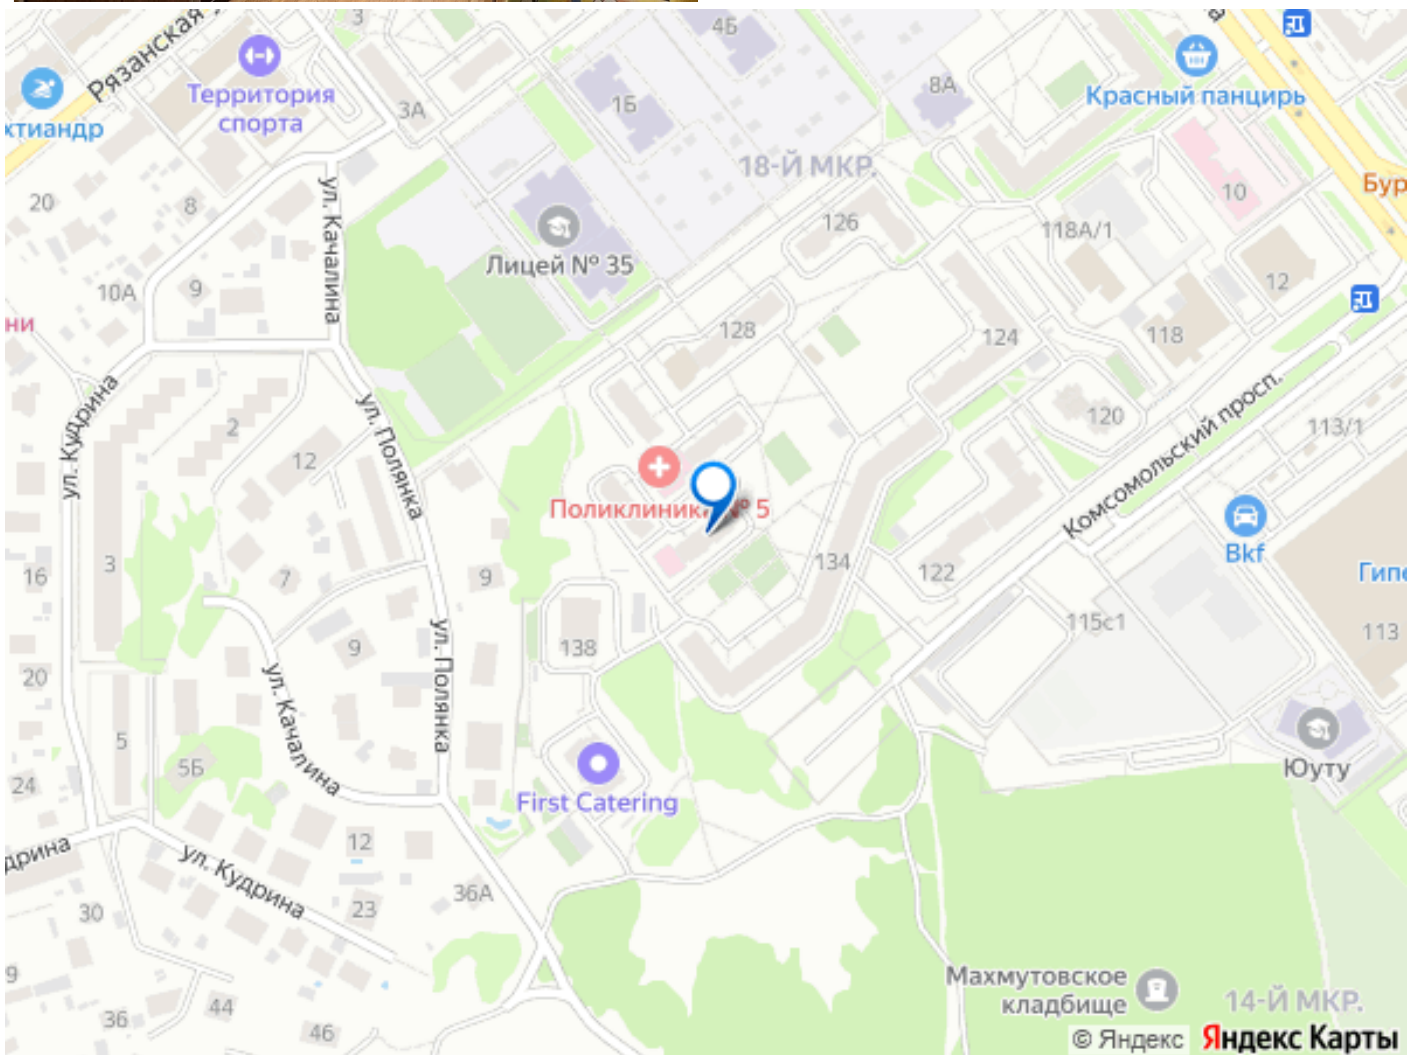 3
4Б
Рязанская
Территория
спорта
3А
1Б
8А
Красный панцирь
хтиандр
18-Й МКР.
20
8
ул. Качалина
126
118А/1
10
Бур
Лицей № 35
10А
9
12
ни
128
124
118
ул. Кудрина
ул. Полянка
2
12
120
Комсомольский просп.
113/1
Поликлиника № 5
Bkf
Гипе
16
3
7
9
134
122
115с1
113
9
138
ул. Полянка
20
ул. Качалина
5
5Б
24
First Catering
Юуту
12
дрина
ул. Кудрина
36А
30
23
9
44
36
46
Махмутовское
кладбище
14-Й МКР.
© Яндекс Яндекс Карты